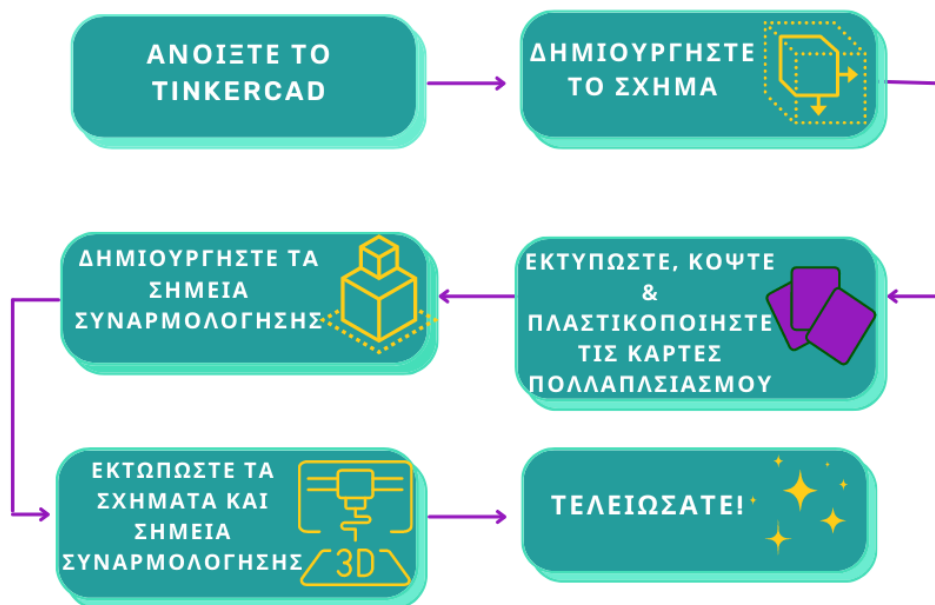 ΑΝΟΙΞΤΕ ΤΟ
TINKERCAD
ΔΗΜΙΟΥΡΓΗΣΤΕ
ΤΟ ΣΧΗΜΑ
ΕΚΤΥΠΩΣΤΕ, ΚΟΨΤΕ
&
ΠΛΑΣΤΙΚΟΠΟΙΗΣΤΕ
ΤΙΣ ΚΑΡΤΕΣ
ΠΟΛΛΑΠΛΣΙΑΣΜΟΥ
ΔΗΜΙΟΥΡΓΗΣΤΕ ΤΑ
ΣΗΜΕΙΑ
ΣΥΝΑΡΜΟΛΟΓΗΣΗΣ
ΕΚΤΩΠΩΣΤΕ ΤΑ
ΣΧΗΜΑΤΑ ΚΑΙ
ΣΗΜΕΙΑ
ΣΥΝΑΡΜΟΛΟΓΗΣΗΣ
3D
ΤΕΛΕΙΩΣΑΤΕ!